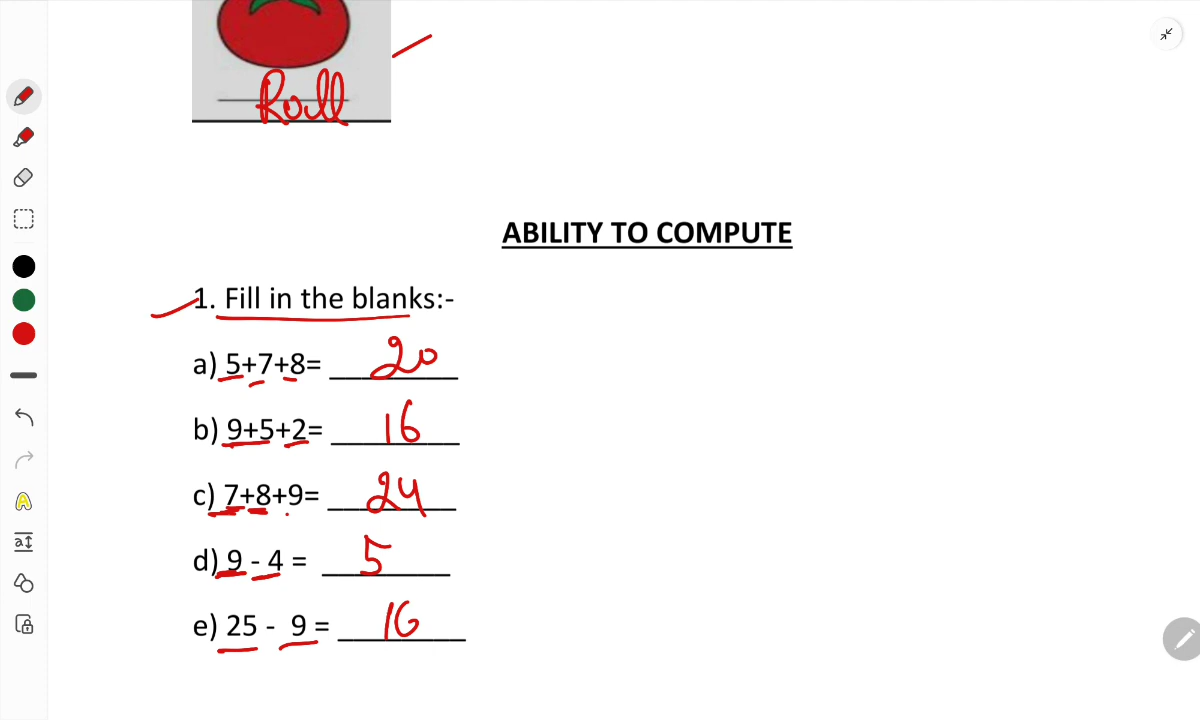 Roll
ABILITY TO COMPUTE
1. Fill in the blanks:-
a) 5+7+8= 20
b) 9+5+2= 16
c) 7+8+9= 24
d) 9 - 4 = 5
e) 25 - 9 = 16